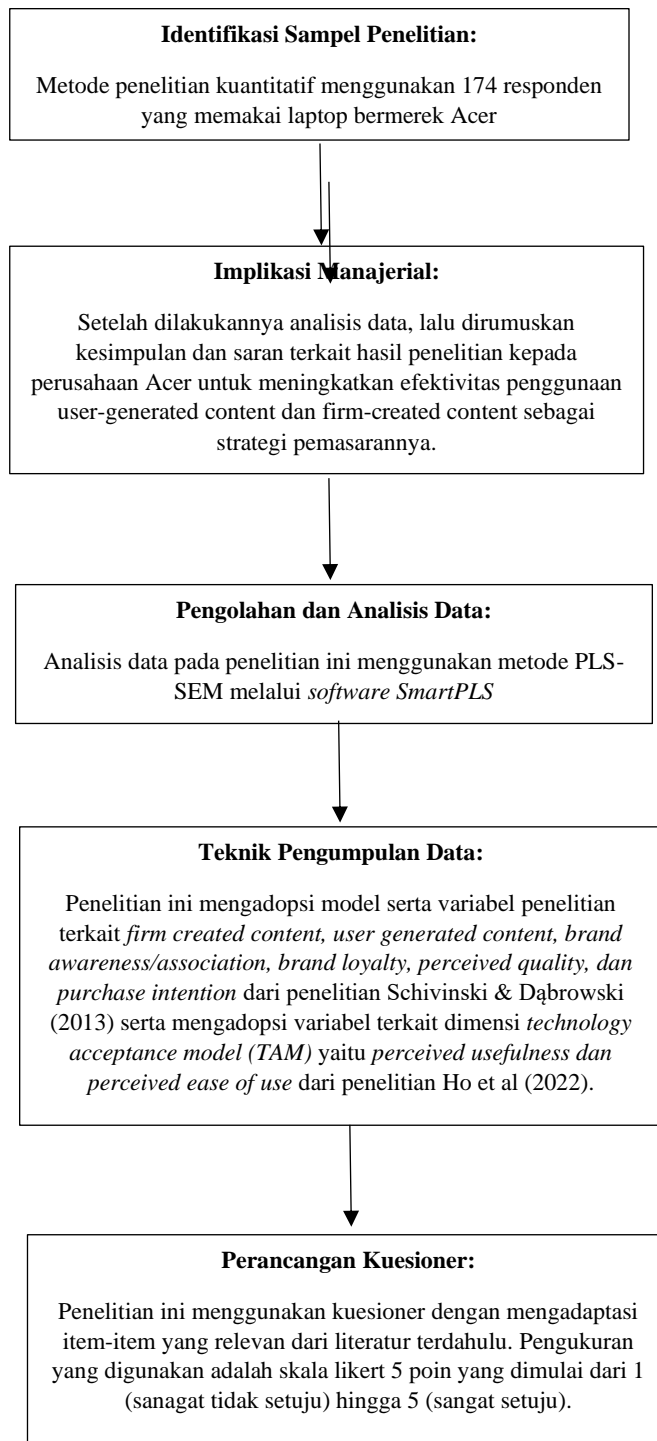 Identifikasi Sampel Penelitian:
Metode penelitian kuantitatif menggunakan 174 responden
yang memakai laptop bermerek Acer
Implikasi Manajerial:
Setelah dilakukannya analisis data, lalu dirumuskan
kesimpulan dan saran terkait hasil penelitian kepada
perusahaan Acer untuk meningkatkan efektivitas penggunaan
user-generated content dan firm-created content sebagai
strategi pemasarannya.
Pengolahan dan Analisis Data:
Analisis data pada penelitian ini menggunakan metode PLS-
SEM melalui software SmartPLS
Teknik Pengumpulan Data:
Penelitian ini mengadopsi model serta variabel penelitian
terkait firm created content, user generated content, brand
awareness/association, brand loyalty, perceived quality, dan
purchase intention dari penelitian Schivinski & Dąbrowski
(2013) serta mengadopsi variabel terkait dimensi technology
acceptance model (TAM) yaitu perceived usefulness dan
perceived ease of use dari penelitian Ho et al (2022).
Perancangan Kuesioner:
Penelitian ini menggunakan kuesioner dengan mengadaptasi
item-item yang relevan dari literatur terdahulu. Pengukuran
yang digunakan adalah skala likert 5 poin yang dimulai dari 1
(sanagat tidak setuju) hingga 5 (sangat setuju).